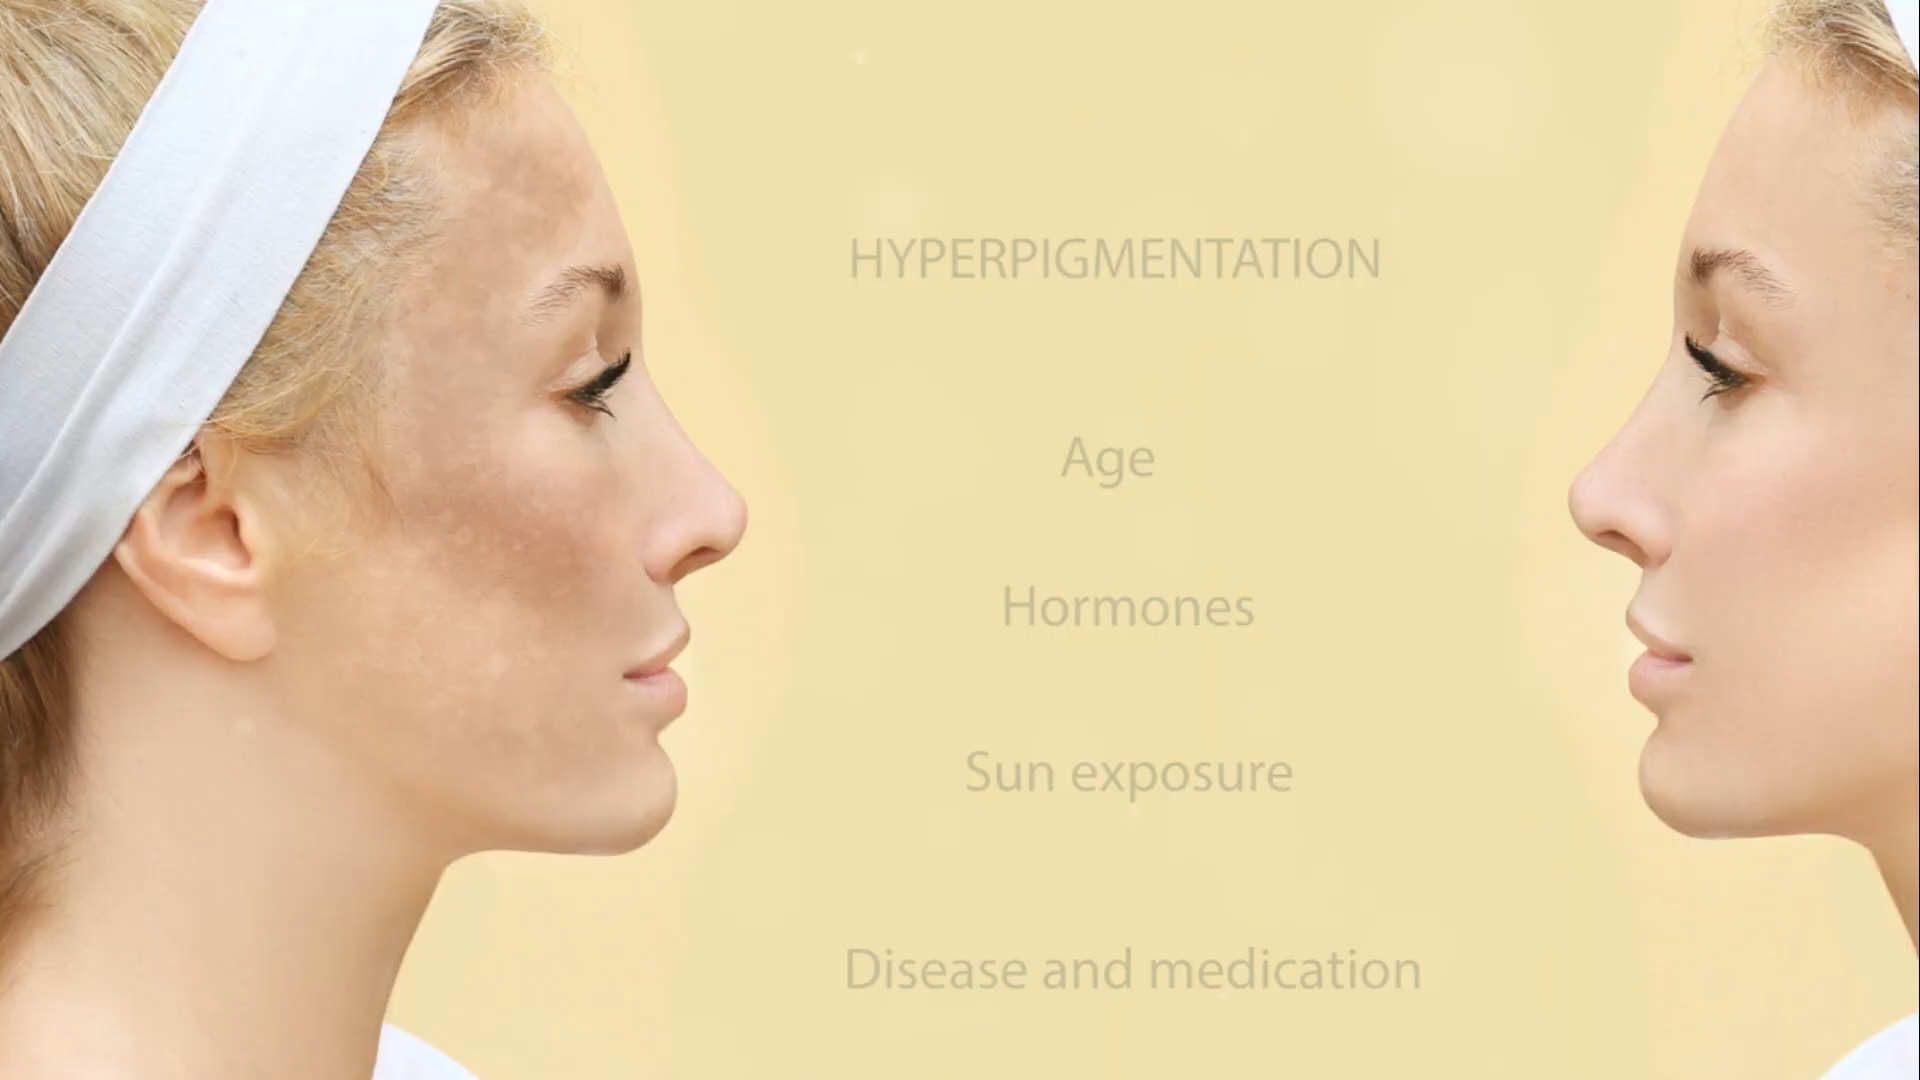 HYPERPIGMENTATION
Age
Hormones
Sun exposure
Disease and medication